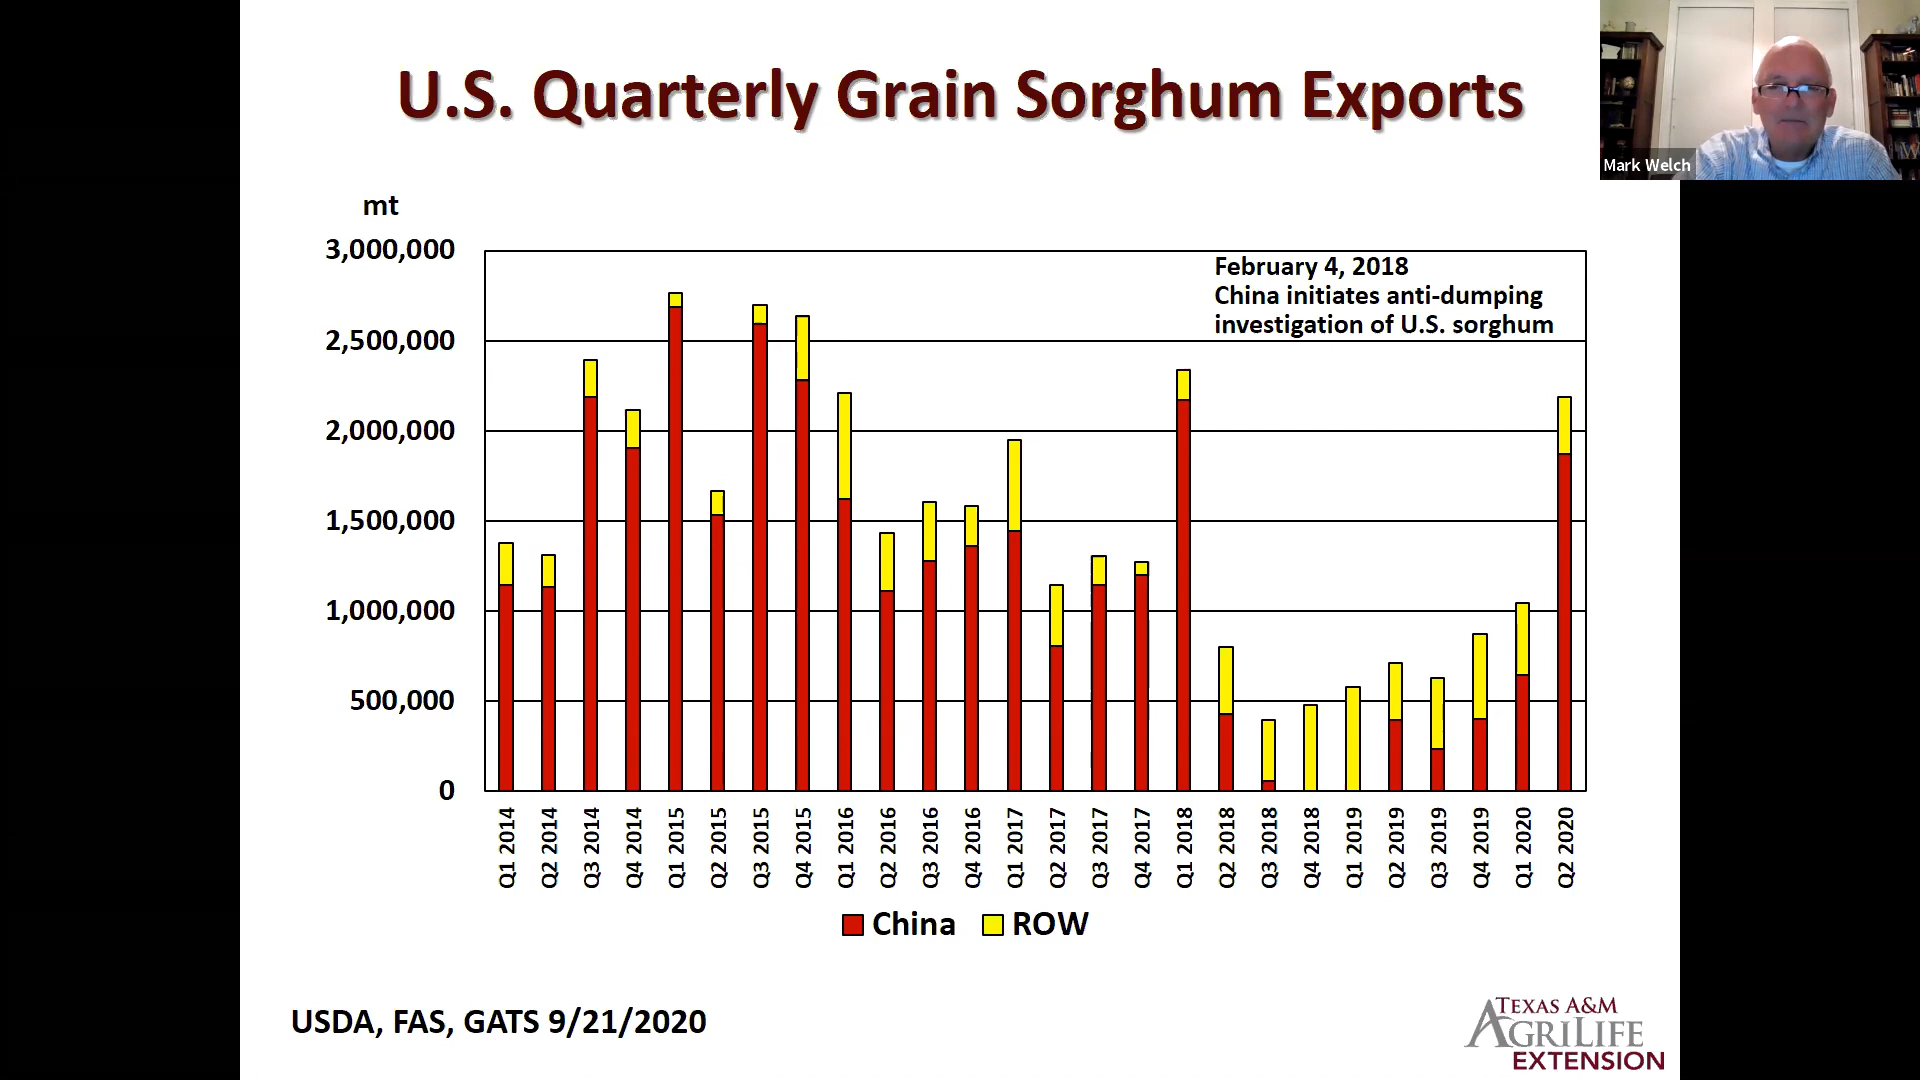 U.S. Quarterly Grain Sorghum Exports
Mark Welch
mt
3,000,000
2,500,000
2,000,000
1,500,000
1,000,000
500,000
0
February 4, 2018
China initiates anti-dumping
investigation of U.S. sorghum
Q1 2014
Q2 2014
Q3 2014
Q4 2014
Q1 2015
Q2 2015
Q3 2015
Q4 2015
Q1 2016
Q2 2016
Q3 2016
Q4 2016
Q1 2017
Q2 2017
Q3 2017
Q4 2017
Q1 2018
Q2 2018
Q3 2018
Q4 2018
Q1 2019
Q2 2019
Q3 2019
Q4 2019
Q1 2020
Q2 2020
China
ROW
USDA, FAS, GATS 9/21/2020
TEXAS A&M
AGRILIFE
EXTENSION